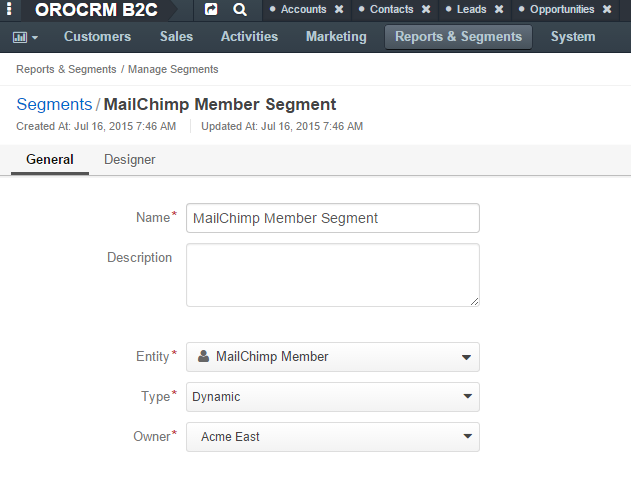 OROCRM B2C • Accounts ✖ • Contacts ✖ • Leads ✖ • Opportunities ✖
Customers Sales Activities Marketing Reports & Segments System
Reports & Segments / Manage Segments
Segments / MailChimp Member Segment
Created At: Jul 16, 2015 7:46 AM Updated At: Jul 16, 2015 7:46 AM
General Designer
Name* MailChimp Member Segment
Description
Entity* MailChimp Member
Type* Dynamic
Owner* Acme East